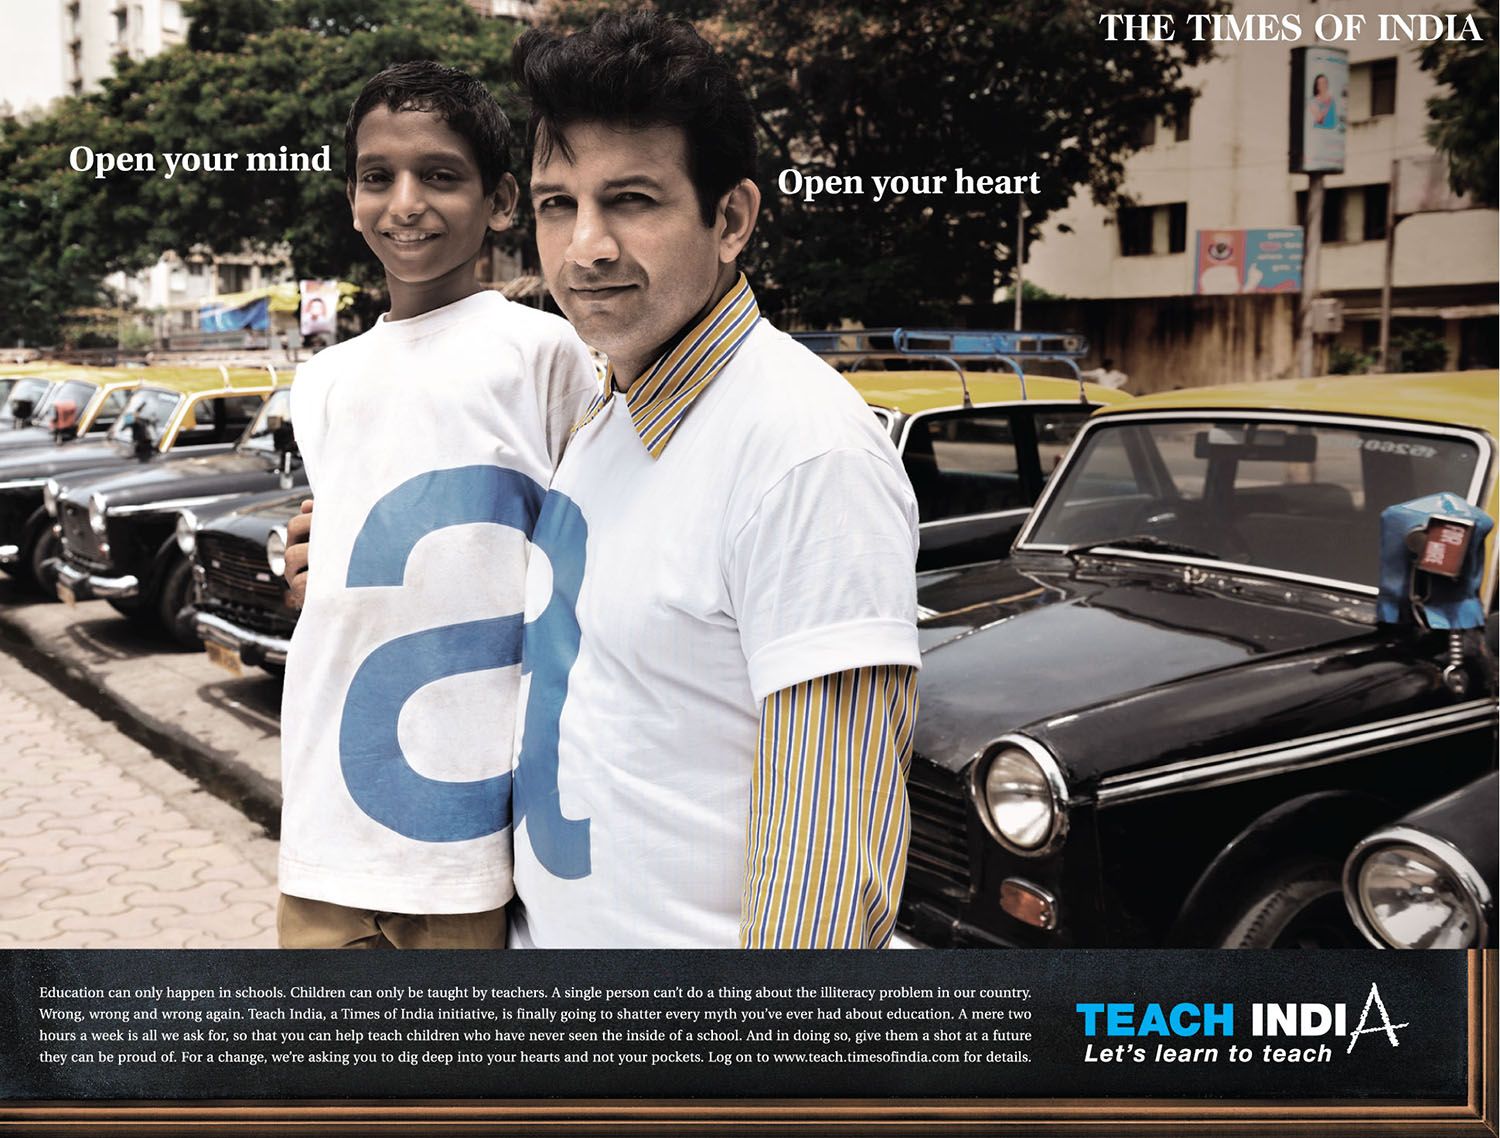 THE TIMES OF INDIA
Open your mind
Open your heart
a
Education can only happen in schools. Children can only be taught by teachers. A single person can't do a thing about the illiteracy problem in our country.
Wrong, wrong and wrong again. Teach India, a Times of India initiative, is finally going to shatter every myth you've ever had about education. A mere two
hours a week is all we ask for, so that you can help teach children who have never seen the inside of a school. And in doing so, give them a shot at a future
they can be proud of. For a change, we're asking you to dig deep into your hearts and not your pockets. Log on to www.teach.timesofindia.com for details.
TEACH INDIA
Let's learn to teach